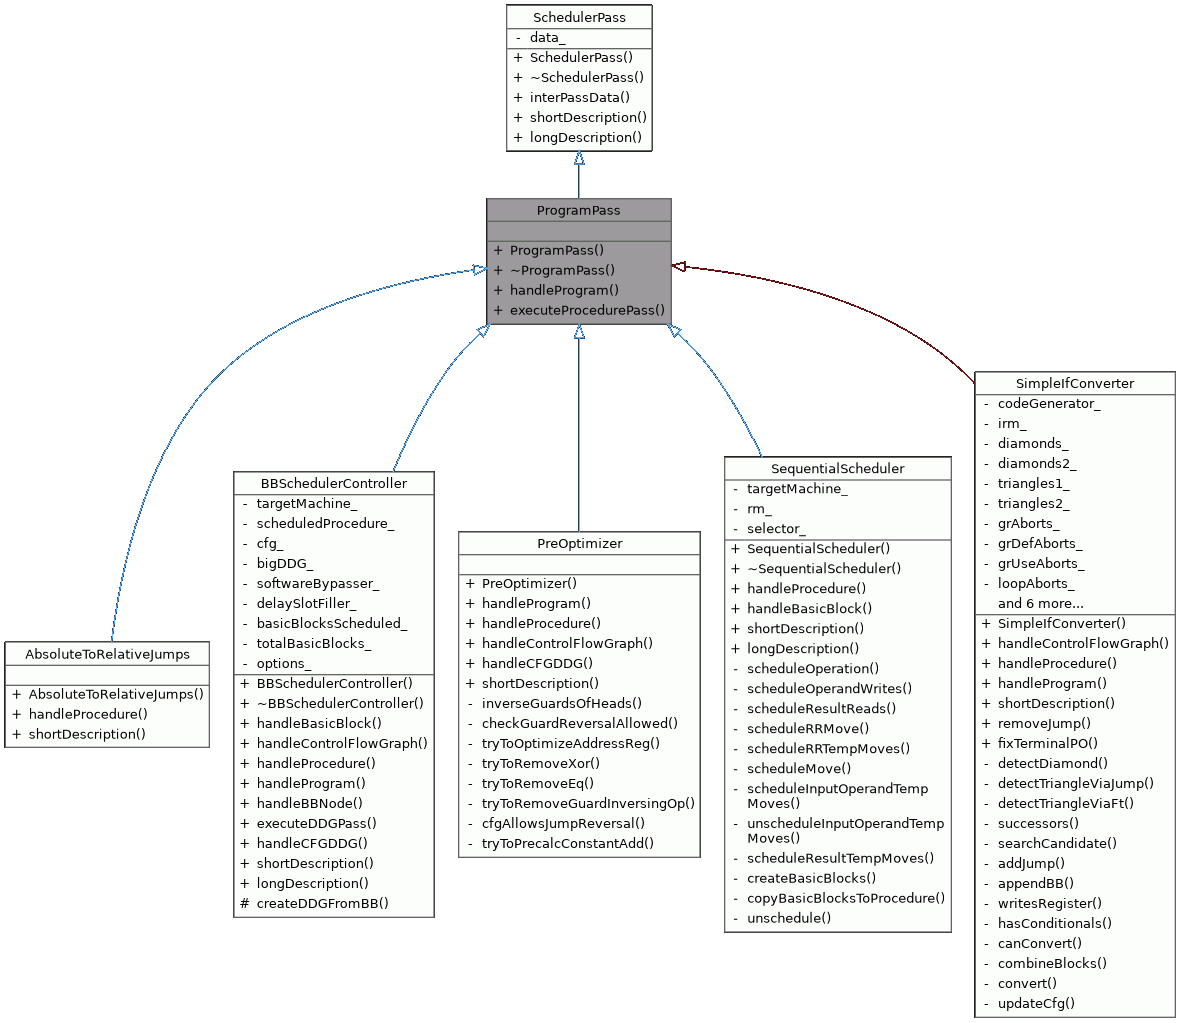 SchedulerPass
- data_
+ SchedulerPass()
+ ~SchedulerPass()
+ interPassData()
+ shortDescription()
+ longDescription()
ProgramPass
+ ProgramPass()
+ ~ProgramPass()
+ handleProgram()
+ executeProcedurePass()
AbsoluteToRelativeJumps
+ AbsoluteToRelativeJumps()
+ handleProcedure()
+ shortDescription()
BBSchedulerController
- targetMachine_
- scheduledProcedure_
- cfg_
- bigDDG_
- softwareBypasser_
- delaySlotFiller_
- basicBlocksScheduled_
- totalBasicBlocks_
- options_
+ BBSchedulerController()
+ ~BBSchedulerController()
+ handleBasicBlock()
+ handleControlFlowGraph()
+ handleProcedure()
+ handleProgram()
+ handleBBNode()
+ executeDDGPass()
+ handleCFGDDG()
+ shortDescription()
+ longDescription()
# createDDGFromBB()
PreOptimizer
+ PreOptimizer()
+ handleProgram()
+ handleProcedure()
+ handleControlFlowGraph()
+ handleCFGDDG()
+ shortDescription()
- inverseGuardsOfHeads()
- checkGuardReversalAllowed()
- tryToOptimizeAddressReg()
- tryToRemoveXor()
- tryToRemoveEq()
- tryToRemoveGuardInversingOp()
- cfgAllowsJumpReversal()
- tryToPrecalcConstantAdd()
SequentialScheduler
- targetMachine_
- rm_
- selector_
+ SequentialScheduler()
+ ~SequentialScheduler()
+ handleProcedure()
+ handleBasicBlock()
+ shortDescription()
+ longDescription()
- scheduleOperation()
- scheduleOperandWrites()
- scheduleResultReads()
- scheduleRRMove()
- scheduleRRTempMoves()
- scheduleMove()
- scheduleInputOperandTemp
Moves()
- unscheduleInputOperandTemp
Moves()
- scheduleResultTempMoves()
- createBasicBlocks()
- copyBasicBlocksToProcedure()
- unschedule()
SimpleIfConverter
- codeGenerator_
- irm_
- diamonds_
- diamonds2_
- triangles1_
- triangles2_
- grAborts_
- grDefAborts_
- grUseAborts_
- loopAborts_
and 6 more...
+ SimpleIfConverter()
+ handleControlFlowGraph()
+ handleProcedure()
+ handleProgram()
+ shortDescription()
+ removeJump()
+ fixTerminalPO()
- detectDiamond()
- detectTriangleViaJump()
- detectTriangleViaFt()
- successors()
- searchCandidate()
- addJump()
- appendBB()
- writesRegister()
- hasConditionals()
- canConvert()
- combineBlocks()
- convert()
- updateCfg()